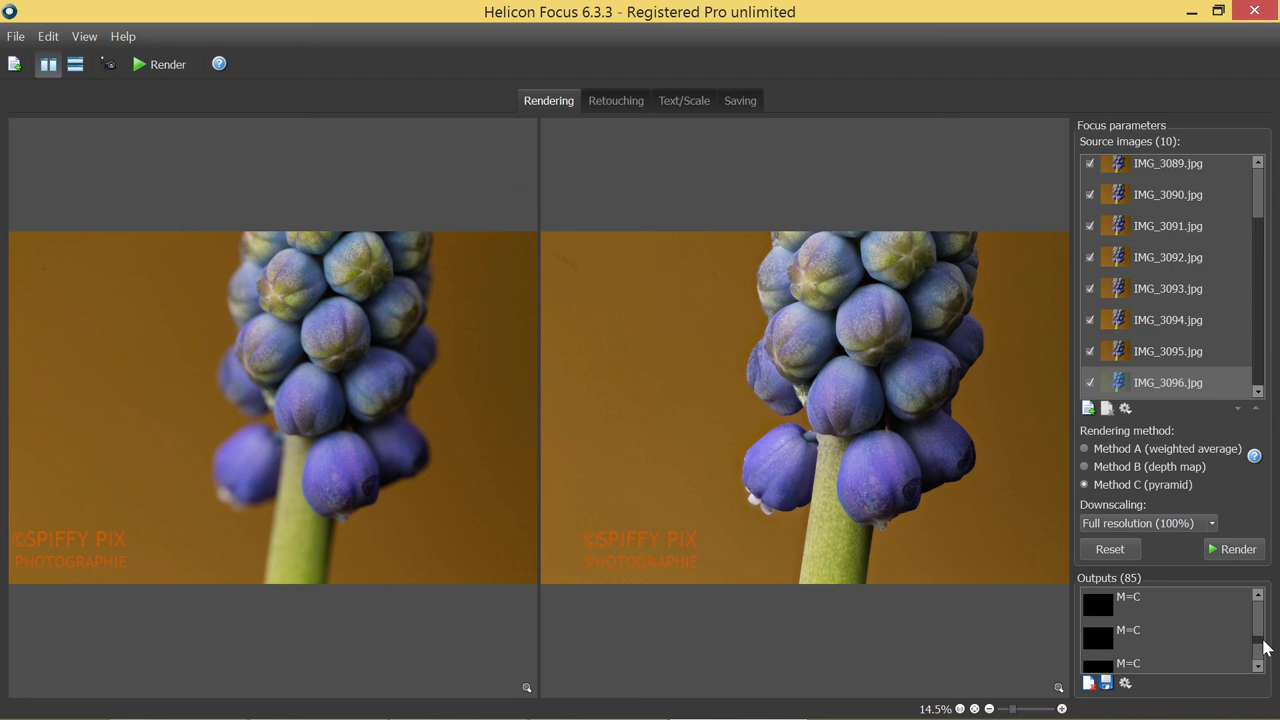 Helicon Focus 6.3.3 - Registered Pro unlimited
File Edit View Help
Render
Rendering Retouching Text/Scale Saving
Focus parameters
Source images (10):
IMG_3089.jpg
IMG_3090.jpg
IMG_3091.jpg
IMG_3092.jpg
IMG_3093.jpg
IMG_3094.jpg
IMG_3095.jpg
IMG_3096.jpg
Rendering method:
Method A (weighted average)
Method B (depth map)
Method C (pyramid)
Downscaling:
Full resolution (100%)
Reset Render
Outputs (85)
M=C
M=C
M=C
©SPIFFY PIX
PHOTOGRAPHIE
©SPIFFY PIX
PHOTOGRAPHIE
14.5%